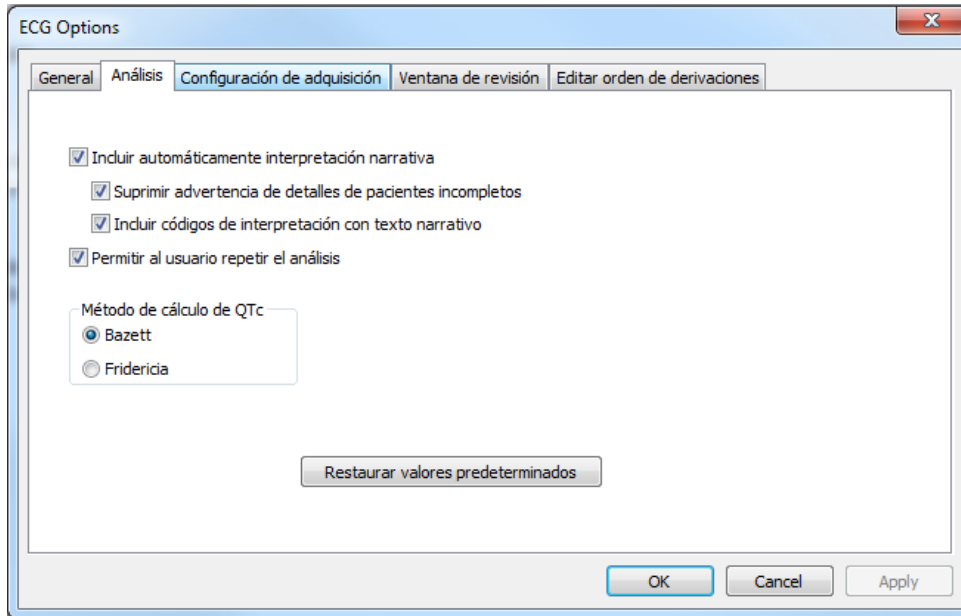 ECG Options
General Análisis Configuración de adquisición Ventana de revisión Editar orden de derivaciones
Incluir automáticamente interpretación narrativa
Suprimir advertencia de detalles de pacientes incompletos
Incluir códigos de interpretación con texto narrativo
Permitir al usuario repetir el análisis
Método de cálculo de QTc
Bazett
Fridericia
Restaurar valores predeterminados
OK Cancel Apply